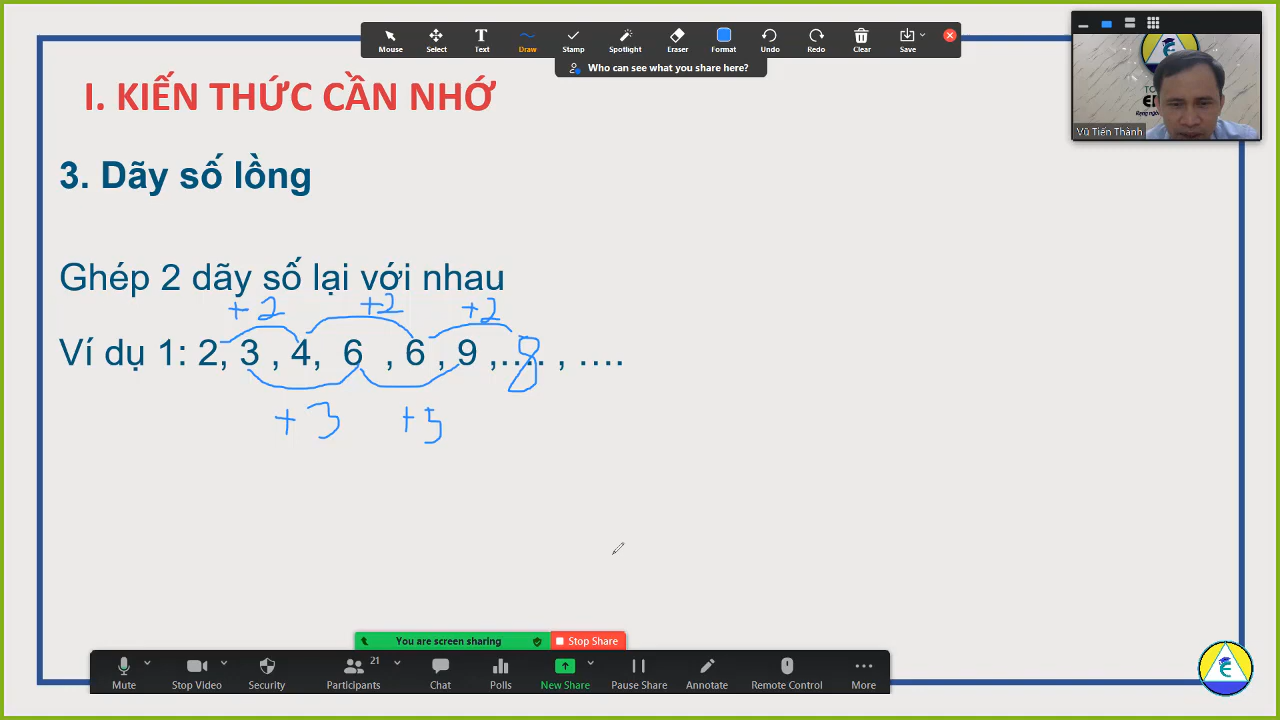 Mouse Select Text Draw Stamp Spotlight Eraser Format Undo Redo Clear Save
Who can see what you share here?
Vũ Tiến Thành
I. KIẾN THỨC CẦN NHỚ
3. Dãy số lồng
Ghép 2 dãy số lại với nhau
+2 +2 +2
Ví dụ 1: 2, 3 , 4, 6 , 6 , 9 ,.... , ....
8
+3 +3
You are screen sharing Stop Share
21
Mute Stop Video Security Participants Chat Polls New Share Pause Share Annotate Remote Control More